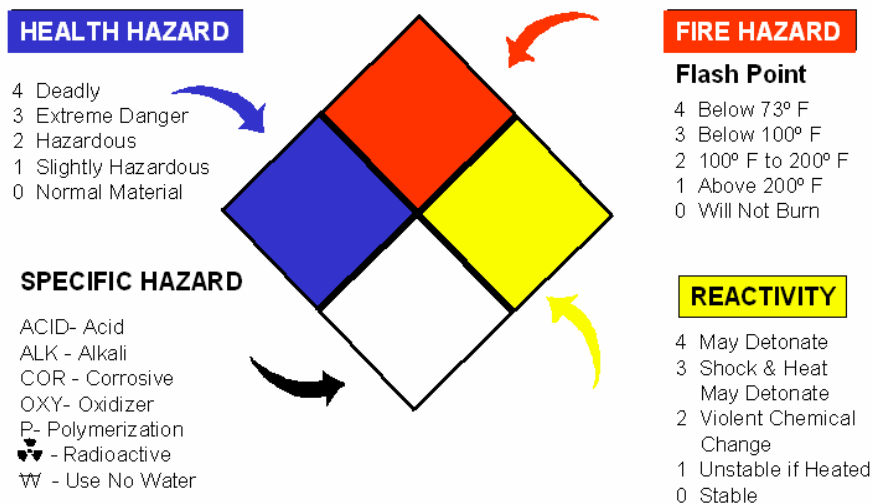 HEALTH HAZARD
4 Deadly
3 Extreme Danger
2 Hazardous
1 Slightly Hazardous
0 Normal Material
FIRE HAZARD
Flash Point
4 Below 73º F
3 Below 100º F
2 100º F to 200º F
1 Above 200º F
0 Will Not Burn
SPECIFIC HAZARD
ACID- Acid
ALK - Alkali
COR - Corrosive
OXY- Oxidizer
P- Polymerization
☢ - Radioactive
W̶ - Use No Water
REACTIVITY
4 May Detonate
3 Shock & Heat
May Detonate
2 Violent Chemical
Change
1 Unstable if Heated
0 Stable